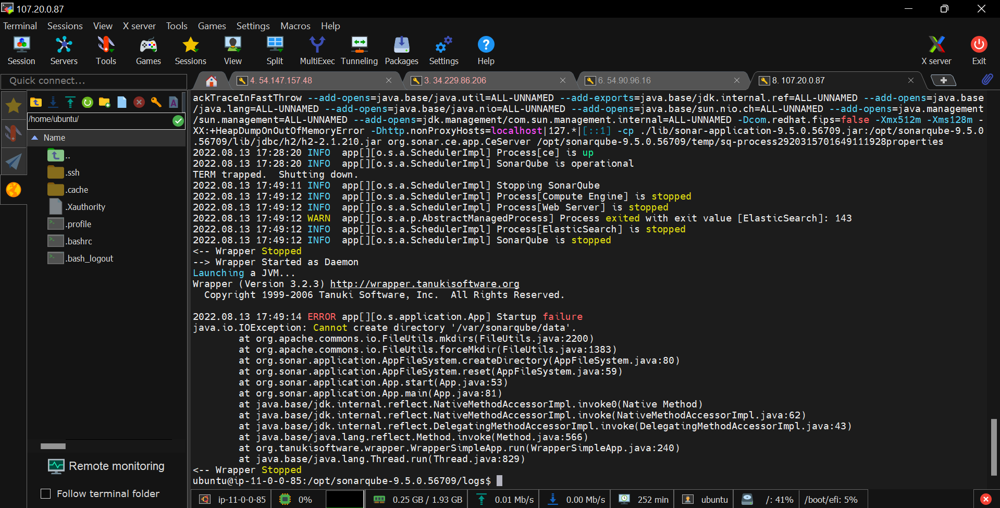 107.20.0.87
Terminal Sessions View X server Tools Games Settings Macros Help
Session Servers Tools Games Sessions View Split MultiExec Tunneling Packages Settings Help X server Exit
Quick connect...
4. 54.147.157.48
3. 34.229.86.206
6. 54.90.96.16
8. 107.20.0.87
/home/ubuntu/
Name
..
.ssh
.cache
.Xauthority
.profile
.bashrc
.bash_logout
Remote monitoring
Follow terminal folder
ackTraceInFastThrow --add-opens=java.base/java.util=ALL-UNNAMED --add-exports=java.base/jdk.internal.ref=ALL-UNNAMED --add-opens=java.base
/java.lang=ALL-UNNAMED --add-opens=java.base/java.nio=ALL-UNNAMED --add-opens=java.base/sun.nio.ch=ALL-UNNAMED --add-opens=java.management
/sun.management=ALL-UNNAMED --add-opens=jdk.management/com.sun.management.internal=ALL-UNNAMED -Dcom.redhat.fips=false -Xmx512m -Xms128m -
XX:+HeapDumpOnOutOfMemoryError -Dhttp.nonProxyHosts=localhost|127.*|[::1] -cp ./lib/sonar-application-9.5.0.56709.jar:/opt/sonarqube-9.5.0
.56709/lib/jdbc/h2/h2-2.1.210.jar org.sonar.ce.app.CeServer /opt/sonarqube-9.5.0.56709/temp/sq-process2920315701649111928properties
2022.08.13 17:28:20 INFO  app[][o.s.a.SchedulerImpl] Process[ce] is up
2022.08.13 17:28:20 INFO  app[][o.s.a.SchedulerImpl] SonarQube is operational
TERM trapped.  Shutting down.
2022.08.13 17:49:11 INFO  app[][o.s.a.SchedulerImpl] Stopping SonarQube
2022.08.13 17:49:12 INFO  app[][o.s.a.SchedulerImpl] Process[Compute Engine] is stopped
2022.08.13 17:49:12 INFO  app[][o.s.a.SchedulerImpl] Process[Web Server] is stopped
2022.08.13 17:49:12 WARN  app[][o.s.a.p.AbstractManagedProcess] Process exited with exit value [ElasticSearch]: 143
2022.08.13 17:49:12 INFO  app[][o.s.a.SchedulerImpl] Process[ElasticSearch] is stopped
2022.08.13 17:49:12 INFO  app[][o.s.a.SchedulerImpl] SonarQube is stopped
<-- Wrapper Stopped
--> Wrapper Started as Daemon
Launching a JVM...
Wrapper (Version 3.2.3) http://wrapper.tanukisoftware.org
  Copyright 1999-2006 Tanuki Software, Inc.  All Rights Reserved.
2022.08.13 17:49:14 ERROR app[][o.s.application.App] Startup failure
java.io.IOException: Cannot create directory '/var/sonarqube/data'.
        at org.apache.commons.io.FileUtils.mkdirs(FileUtils.java:2200)
        at org.apache.commons.io.FileUtils.forceMkdir(FileUtils.java:1383)
        at org.sonar.application.AppFileSystem.createDirectory(AppFileSystem.java:80)
        at org.sonar.application.AppFileSystem.reset(AppFileSystem.java:59)
        at org.sonar.application.App.start(App.java:53)
        at org.sonar.application.App.main(App.java:81)
        at java.base/jdk.internal.reflect.NativeMethodAccessorImpl.invoke0(Native Method)
        at java.base/jdk.internal.reflect.NativeMethodAccessorImpl.invoke(NativeMethodAccessorImpl.java:62)
        at java.base/jdk.internal.reflect.DelegatingMethodAccessorImpl.invoke(DelegatingMethodAccessorImpl.java:43)
        at java.base/java.lang.reflect.Method.invoke(Method.java:566)
        at org.tanukisoftware.wrapper.WrapperSimpleApp.run(WrapperSimpleApp.java:240)
        at java.base/java.lang.Thread.run(Thread.java:829)
<-- Wrapper Stopped
ubuntu@ip-11-0-0-85:/opt/sonarqube-9.5.0.56709/logs$
ip-11-0-0-85 0% 0.25 GB / 1.93 GB 0.01 Mb/s 0.00 Mb/s 252 min ubuntu /: 41% /boot/efi: 5%